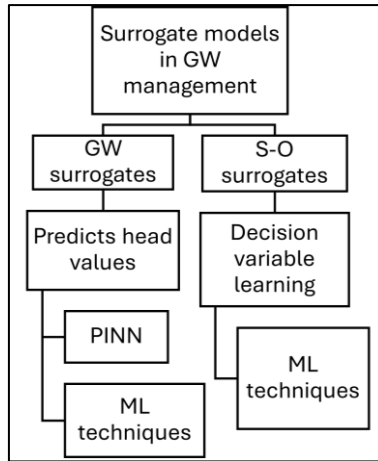 Surrogate models
in GW
management
GW
surrogates
S-O
surrogates
Predicts head
values
Decision
variable
learning
PINN
ML
techniques
ML
techniques